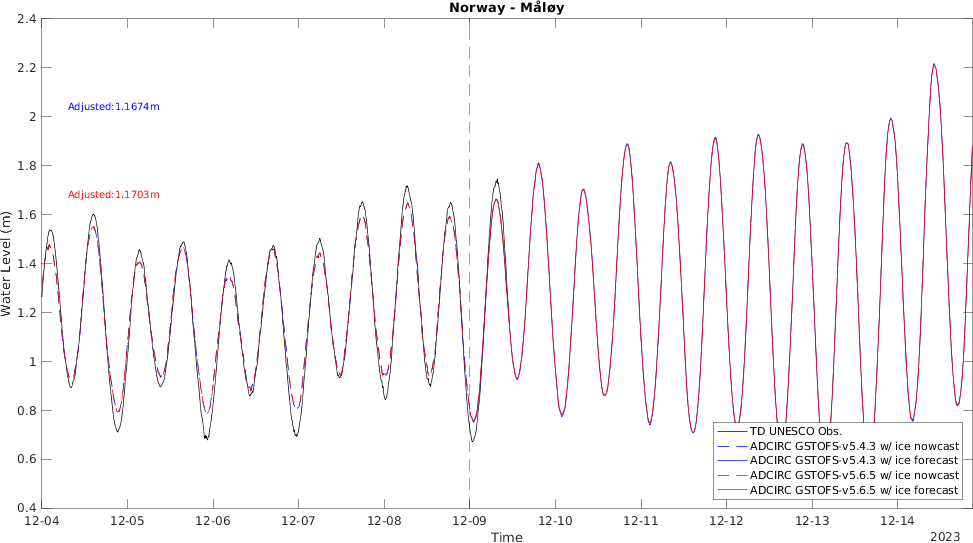 Norway - Måløy
2.4
2.2
2
1.8
1.6
1.4
1.2
1
0.8
0.6
0.4
Water Level (m)
Adjusted:1.1674m
Adjusted:1.1703m
TD UNESCO Obs.
ADCIRC GSTOFS-v5.4.3 w/ ice nowcast
ADCIRC GSTOFS-v5.4.3 w/ ice forecast
ADCIRC GSTOFS-v5.6.5 w/ ice nowcast
ADCIRC GSTOFS-v5.6.5 w/ ice forecast
12-04 12-05 12-06 12-07 12-08 12-09 12-10 12-11 12-12 12-13 12-14
Time
2023